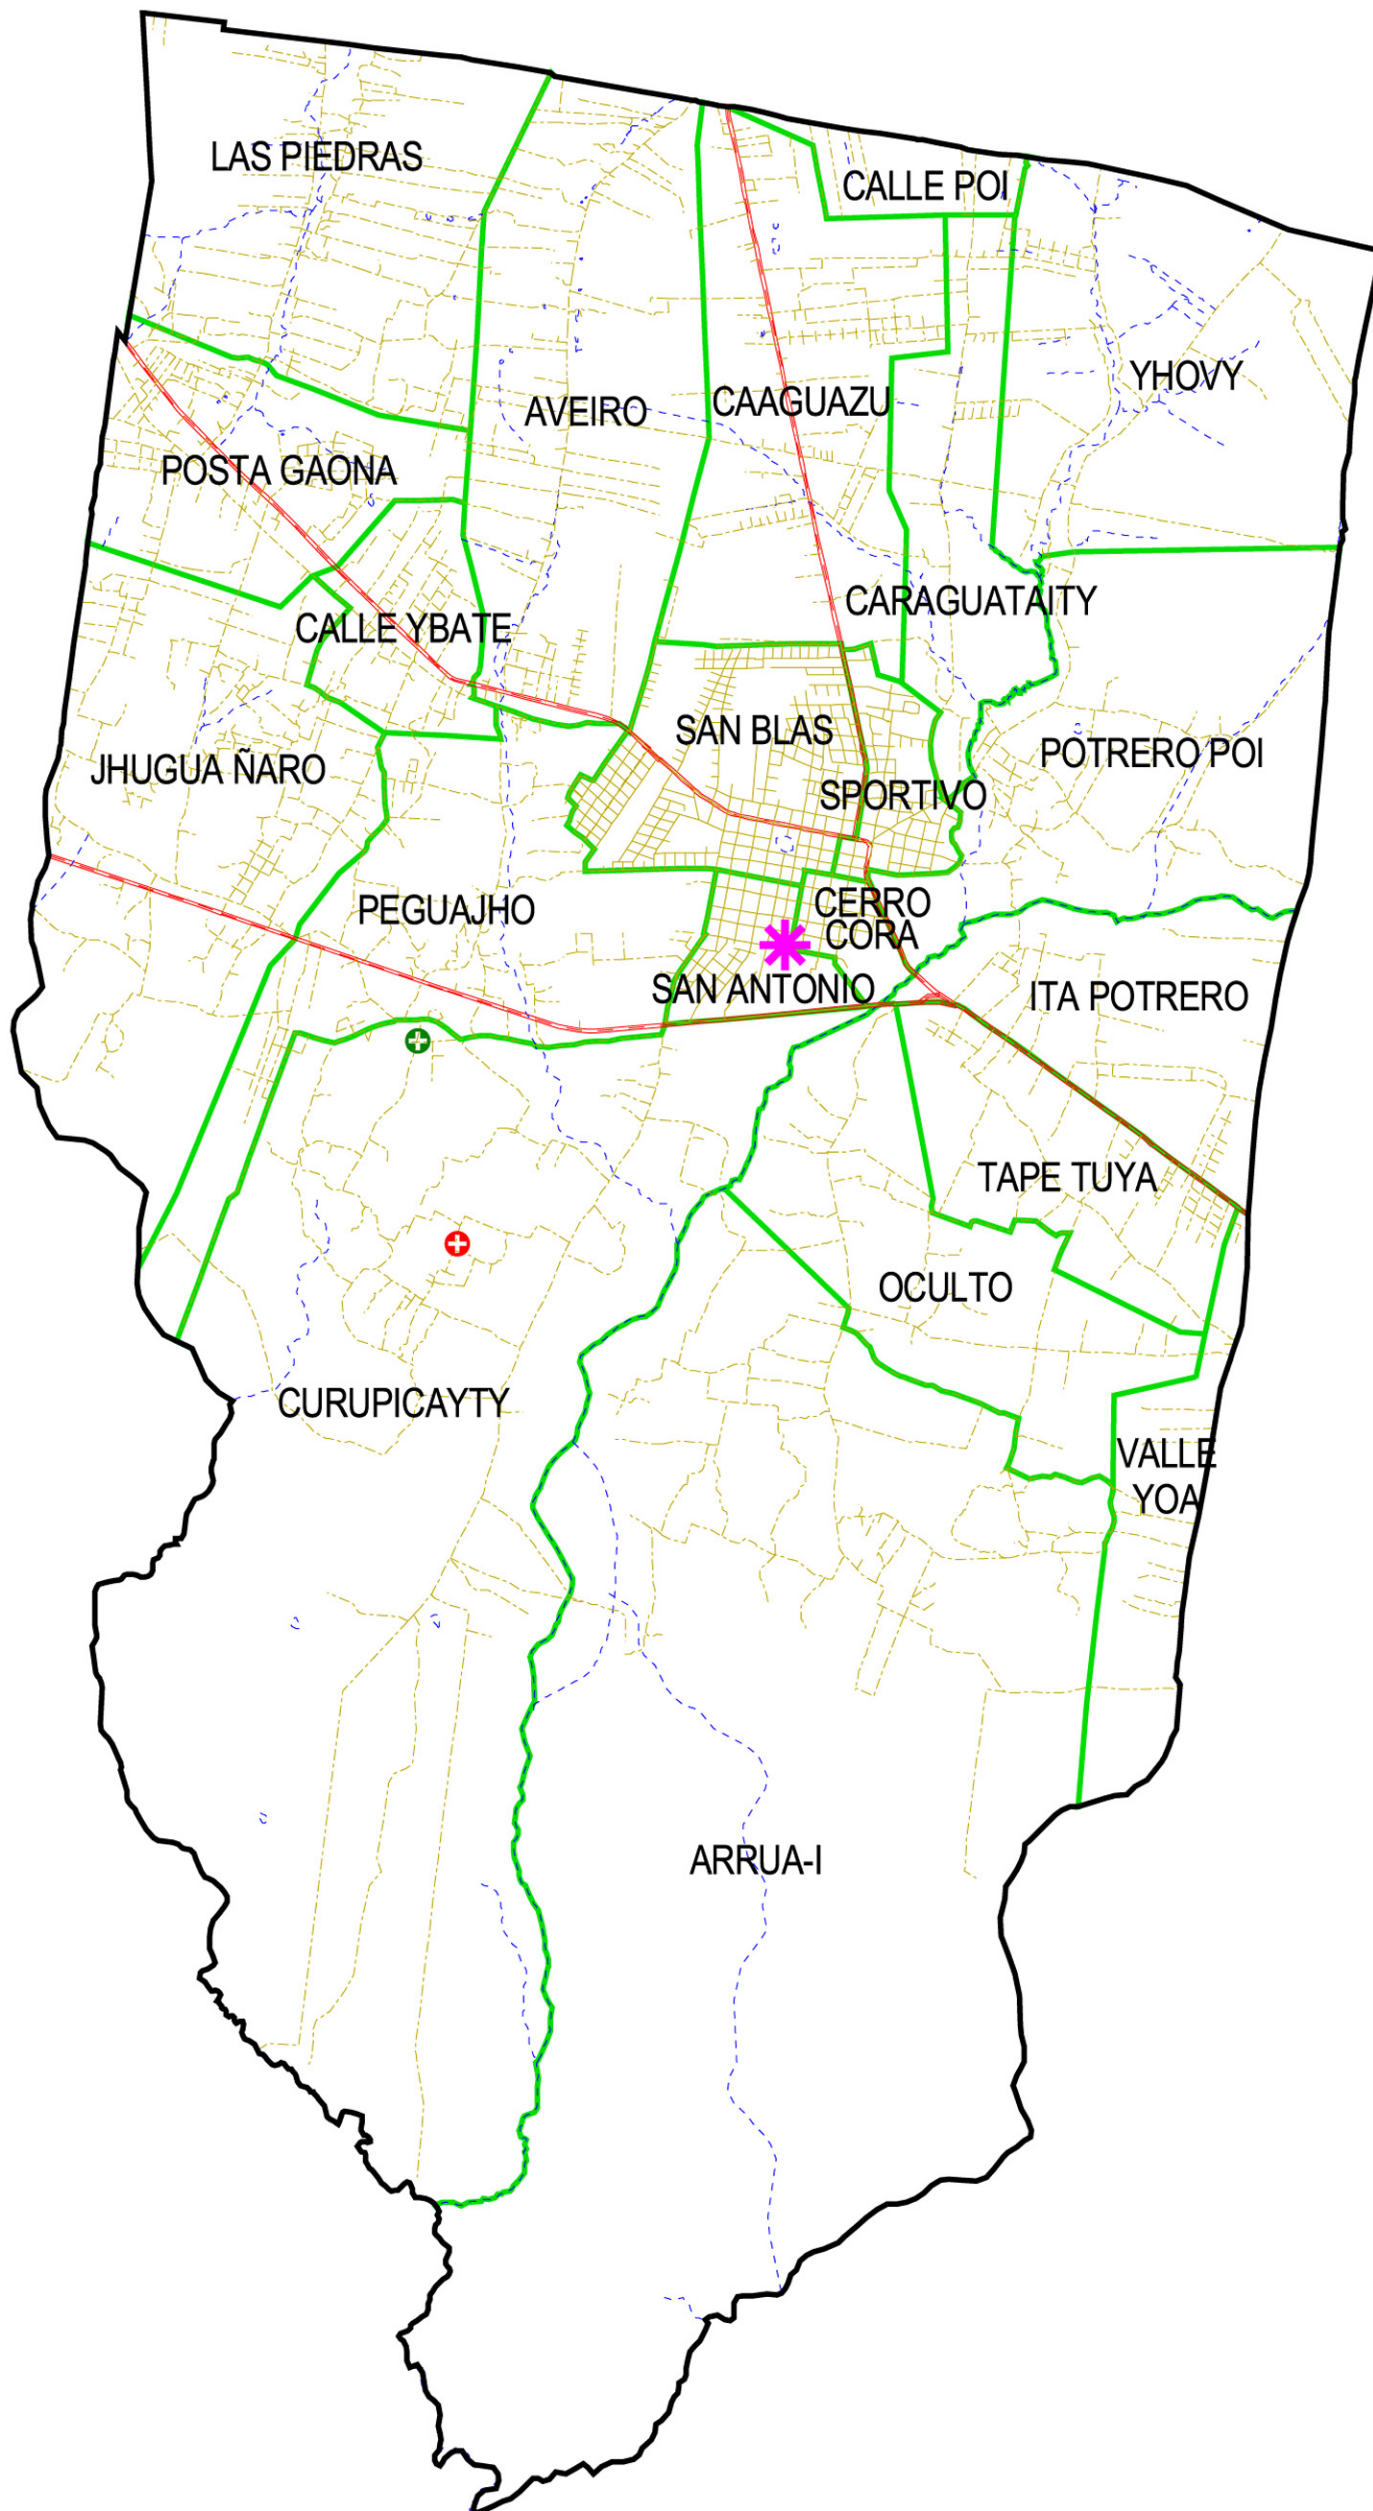 LAS PIEDRAS
CALLE POI
YHOVY
AVEIRO
CAAGUAZU
POSTA GAONA
CARAGUATAITY
CALLE YBATE
SAN BLAS
POTRERO POI
JHUGUA ÑARO
SPORTIVO
PEGUAJHO
CERRO
CORA
SAN ANTONIO
ITA POTRERO
TAPE TUYA
OCULTO
CURUPICAYTY
VALLE
YOA
ARRUA-I